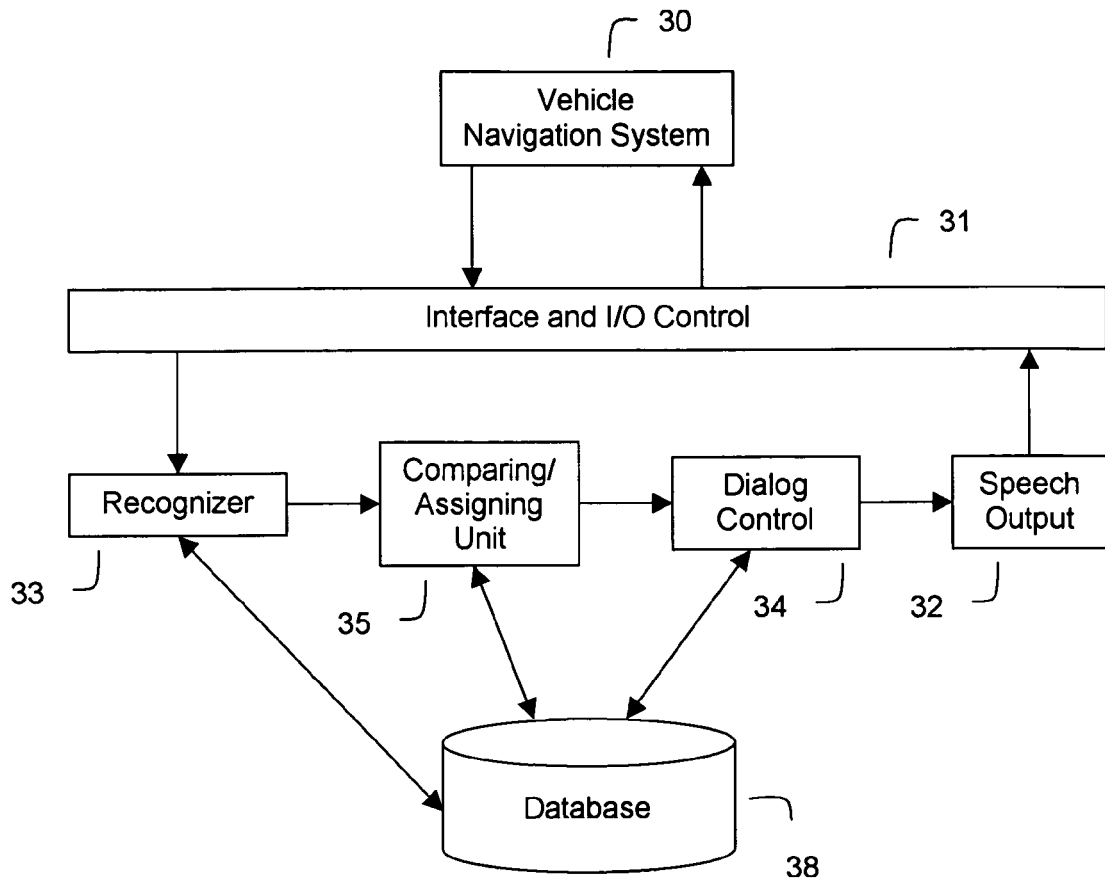 30
Vehicle
Navigation System
31
Interface and I/O Control
Recognizer
33
Comparing/
Assigning
Unit
35
Dialog
Control
34
Speech
Output
32
Database
38